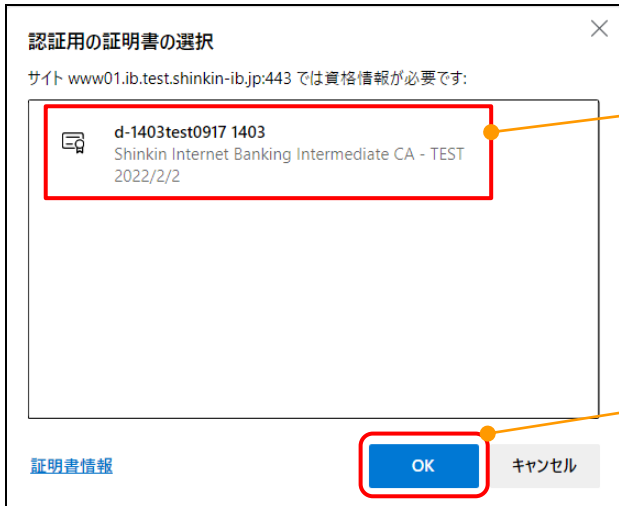 認証用の証明書の選択
サイト www01.ib.test.shinkin-ib.jp:443 では資格情報が必要です:
d-1403test0917 1403
Shinkin Internet Banking Intermediate CA - TEST
2022/2/2
証明書情報
OK
キャンセル